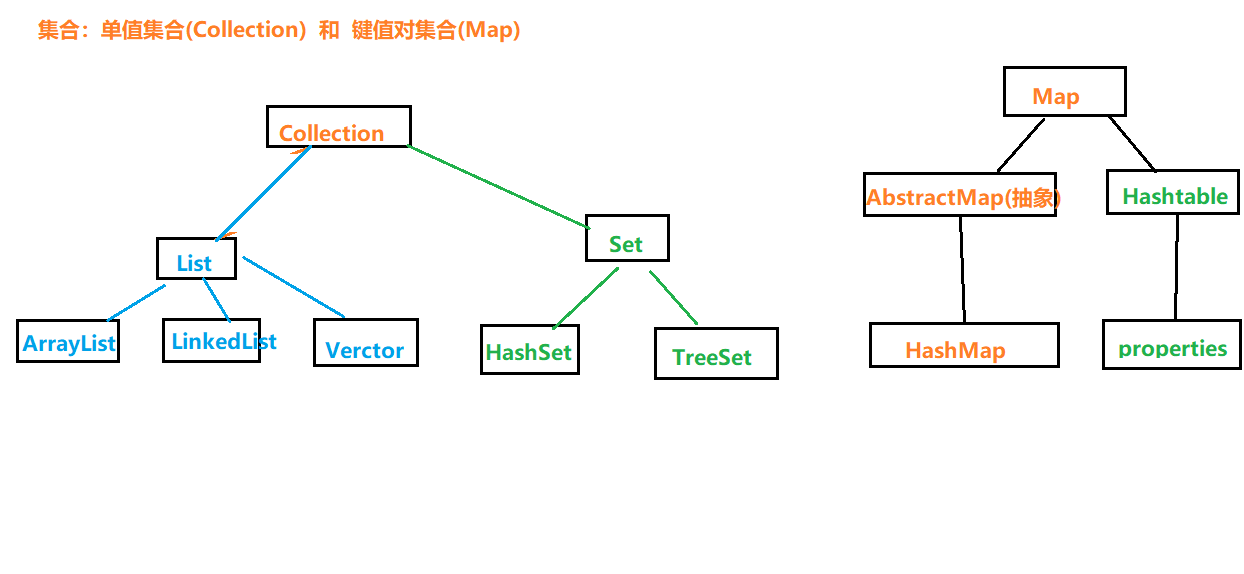 集合：单值集合(Collection) 和 键值对集合(Map)
Collection
List
Set
ArrayList
LinkedList
Verctor
HashSet
TreeSet
Map
AbstractMap(抽象)
Hashtable
HashMap
properties